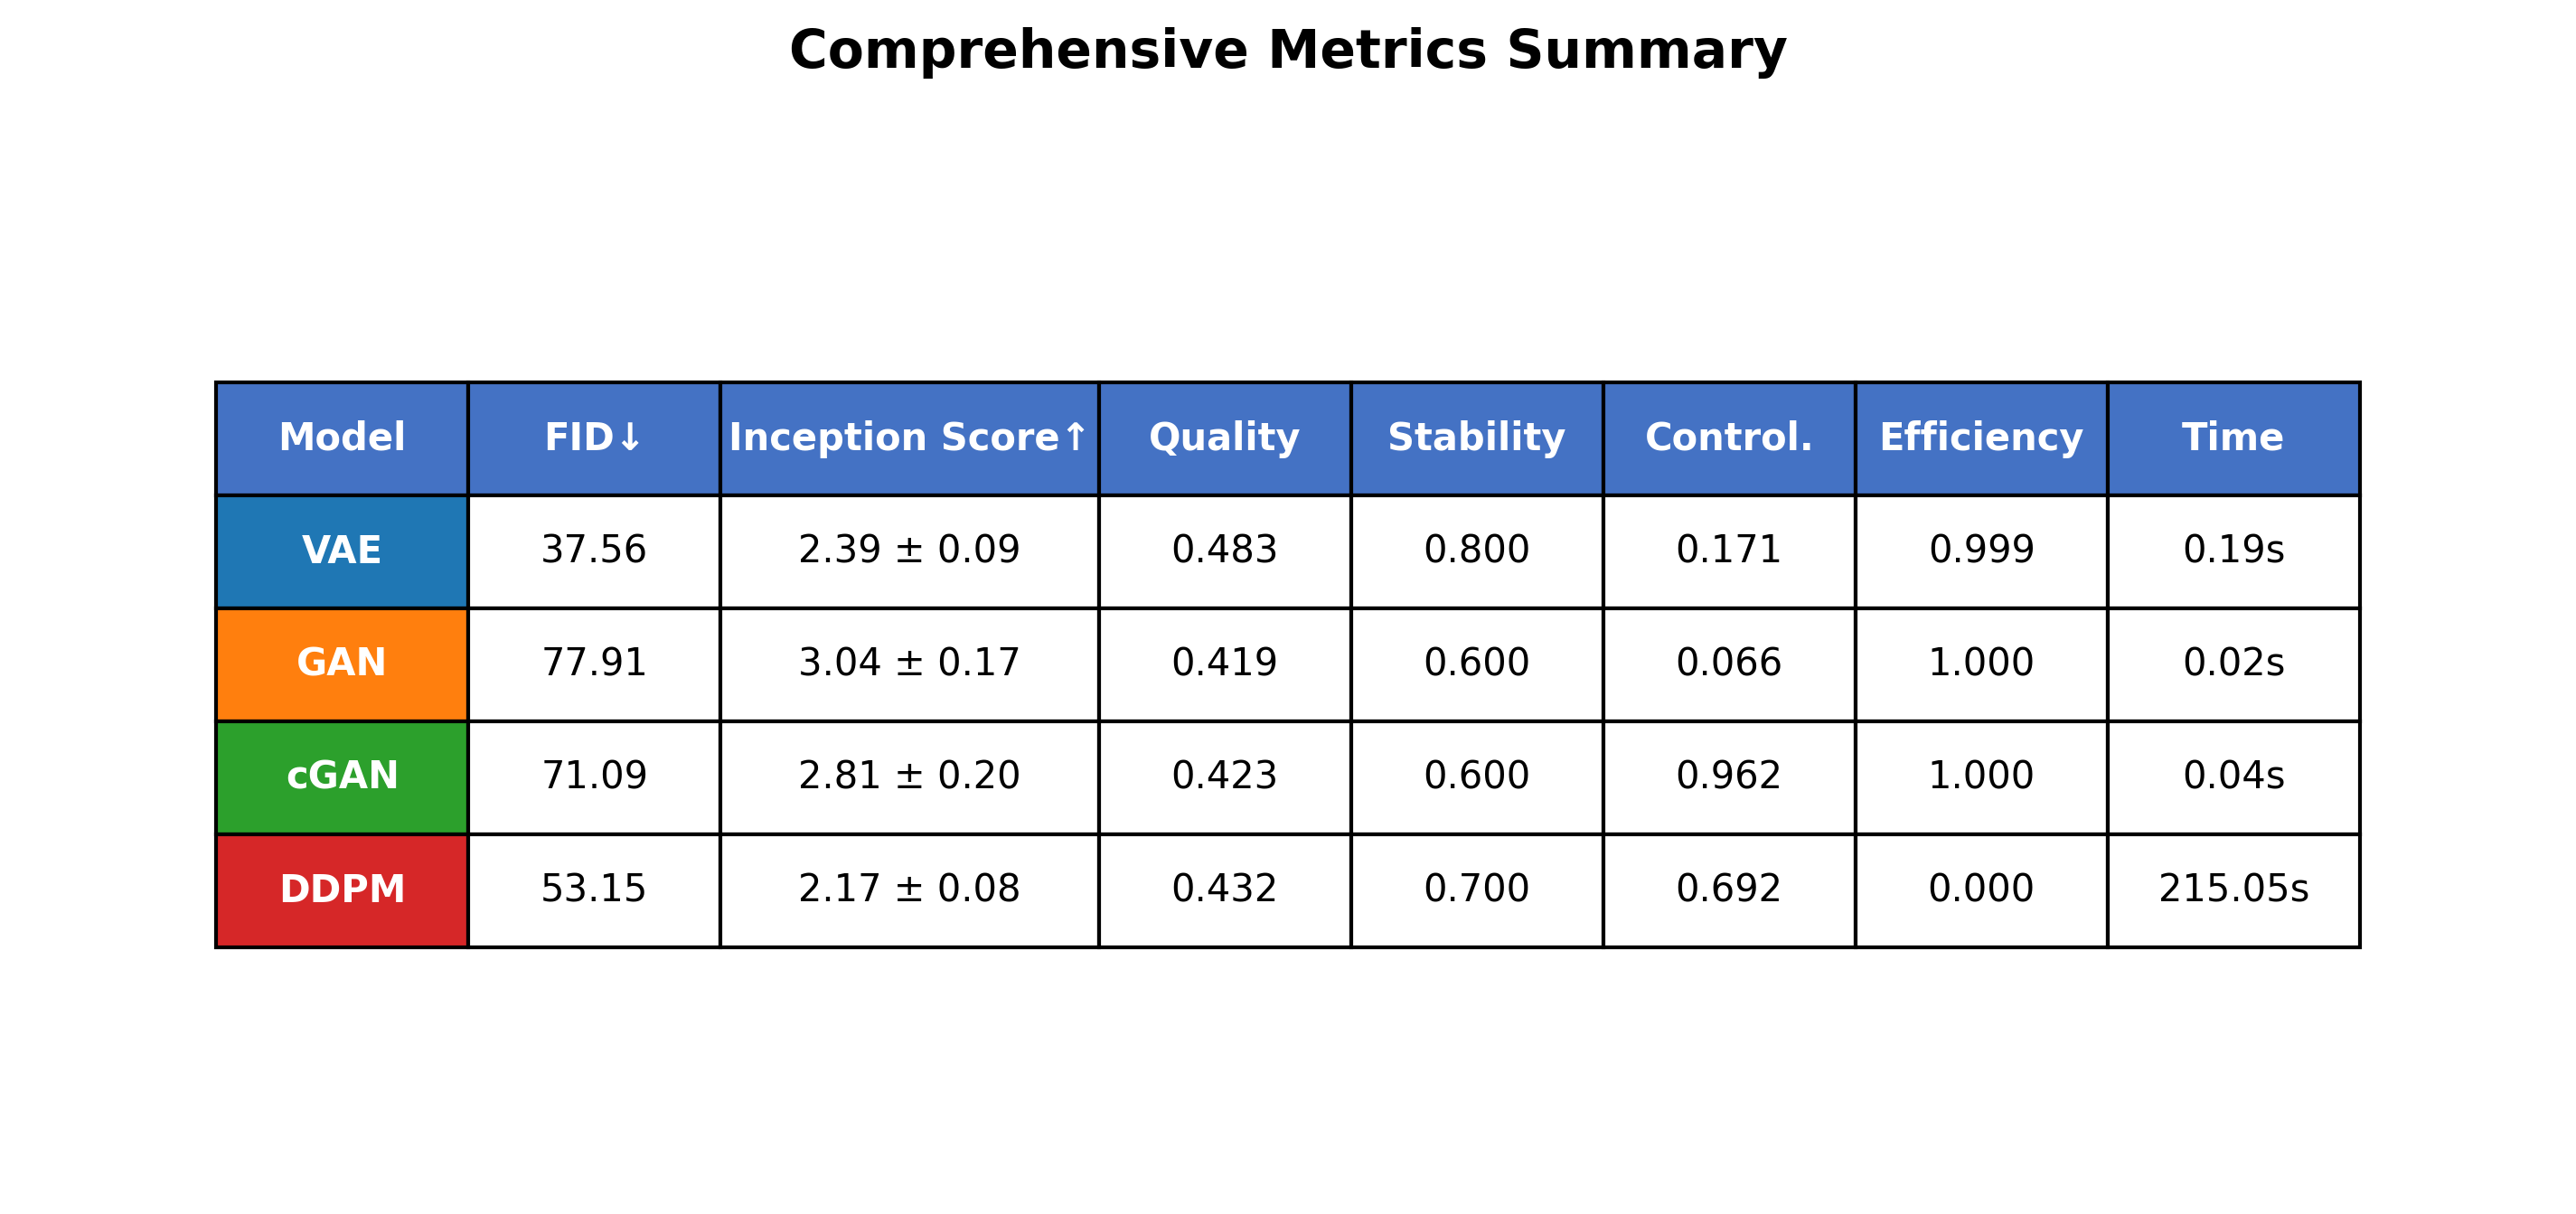 Comprehensive Metrics Summary
Model FID↓ Inception Score↑ Quality Stability Control. Efficiency Time
VAE 37.56 2.39 ± 0.09 0.483 0.800 0.171 0.999 0.19s
GAN 77.91 3.04 ± 0.17 0.419 0.600 0.066 1.000 0.02s
cGAN 71.09 2.81 ± 0.20 0.423 0.600 0.962 1.000 0.04s
DDPM 53.15 2.17 ± 0.08 0.432 0.700 0.692 0.000 215.05s